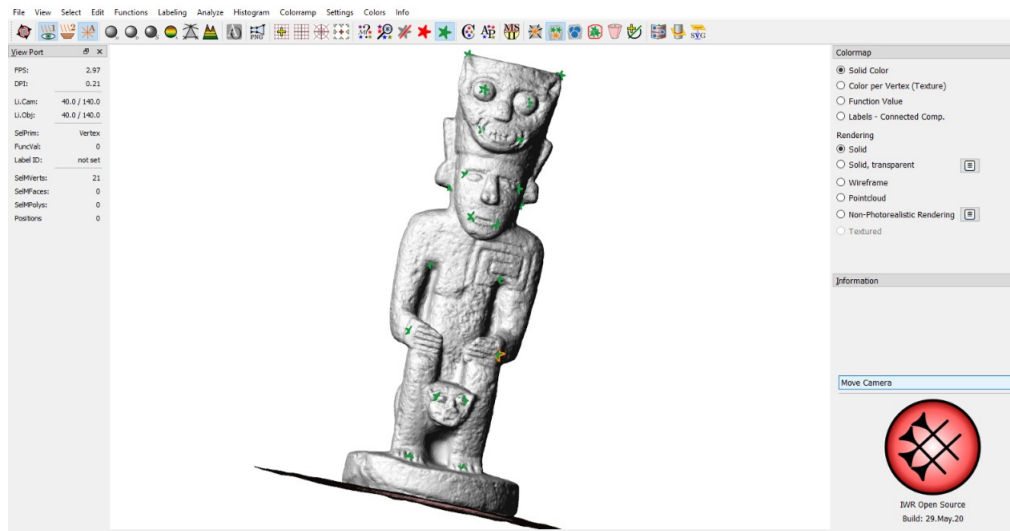 File View Select Edit Functions Labeling Analyze Histogram Colorramp Settings Colors Info
PNG
MS
SVG
View Port
FPS: 2.97
DPI: 0.21
Li.Cam: 40.0 / 140.0
Li.Obj: 40.0 / 140.0
SelPrim: Vertex
FuncVal: 0
Label ID: not set
SelMVerts: 21
SelMFaces: 0
SelMPolys: 0
Positions 0
Colormap
Solid Color
Color per Vertex (Texture)
Function Value
Labels - Connected Comp.
Rendering
Solid
Solid, transparent
Wireframe
Pointcloud
Non-Photorealistic Rendering
Textured
Information
Move Camera
IWR Open Source
Build: 29.May.20